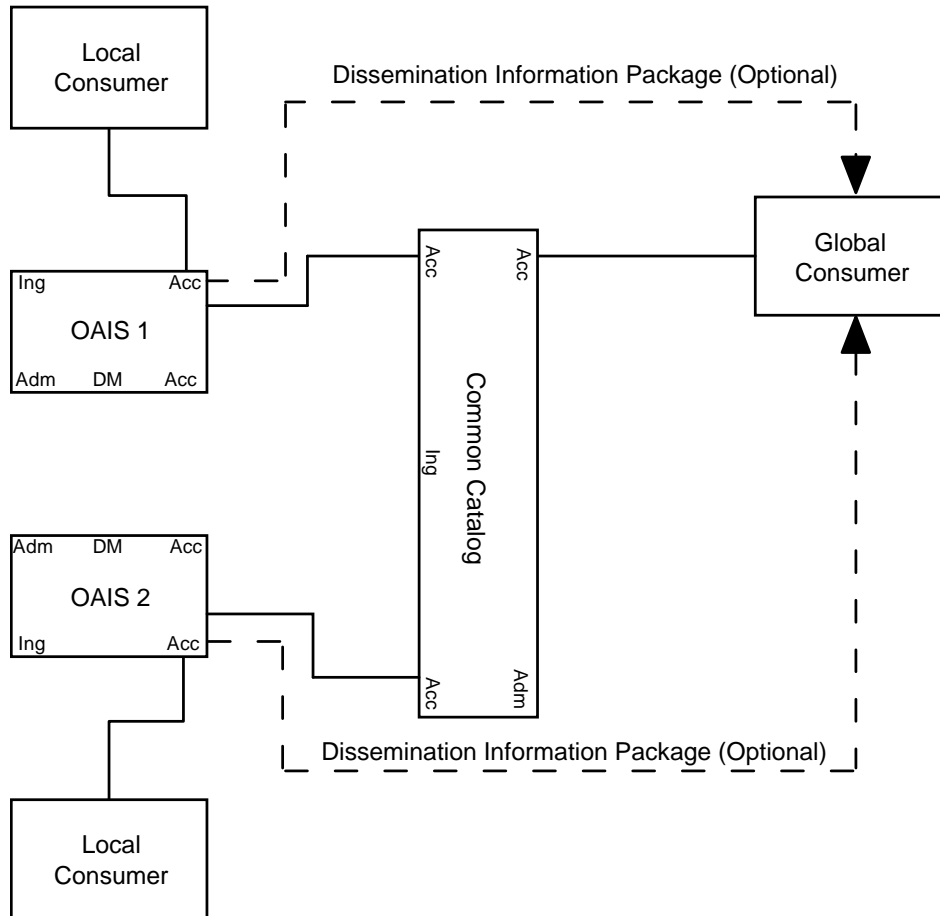 Local
Consumer
Dissemination Information Package (Optional)
Global
Consumer
Acc
Acc
Ing
Acc
OAIS 1
Adm DM Acc
Common Catalog
Ing
Adm DM Acc
OAIS 2
Ing
Acc
Acc
Adm
Dissemination Information Package (Optional)
Local
Consumer